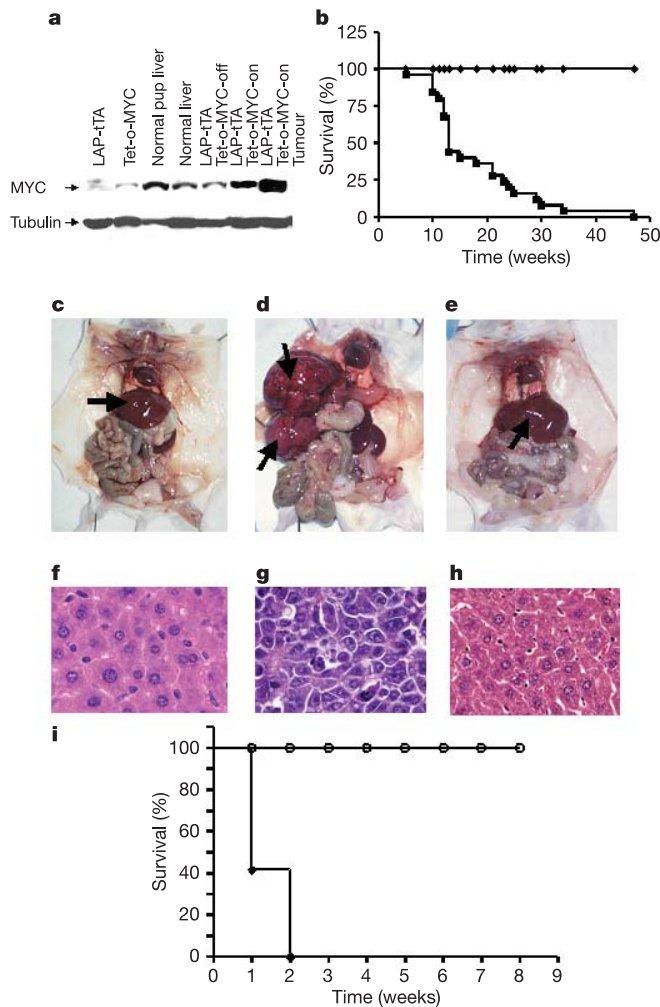 a
LAP-tTA
Tet-o-MYC
Normal pup liver
Normal liver
LAP-tTA
Tet-o-MYC-off
LAP-tTA
Tet-o-MYC-on
LAP-tTA
Tet-o-MYC-on
Tumour
MYC
Tubulin
b
Survival (%)
125
100
75
50
25
0
0 10 20 30 40 50
Time (weeks)
c d e
f g h
i
Survival (%)
100
80
60
40
20
0
0 1 2 3 4 5 6 7 8 9
Time (weeks)